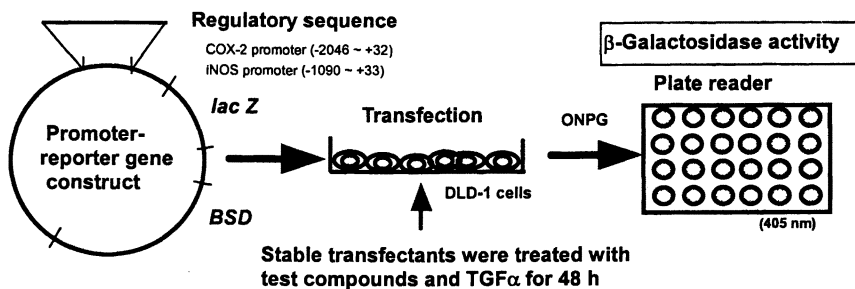 Regulatory sequence
COX-2 promoter (-2046 ~ +32)
iNOS promoter (-1090 ~ +33)
lac Z
Promoter-
reporter gene
construct
BSD
Transfection
DLD-1 cells
Stable transfectants were treated with
test compounds and TGFα for 48 h
ONPG
β-Galactosidase activity
Plate reader
(405 nm)